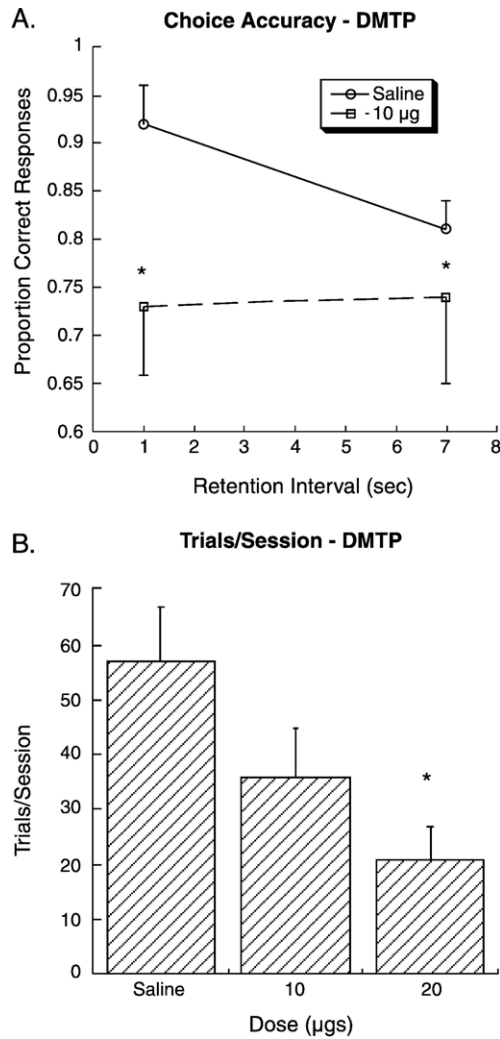 A.
Choice Accuracy - DMTP
Proportion Correct Responses
1
0.95
0.9
0.85
0.8
0.75
0.7
0.65
0.6
Saline
10 µg
*
*
0 1 2 3 4 5 6 7 8
Retention Interval (sec)
B.
Trials/Session - DMTP
Trials/Session
70
60
50
40
30
20
10
0
*
Saline 10 20
Dose (µgs)